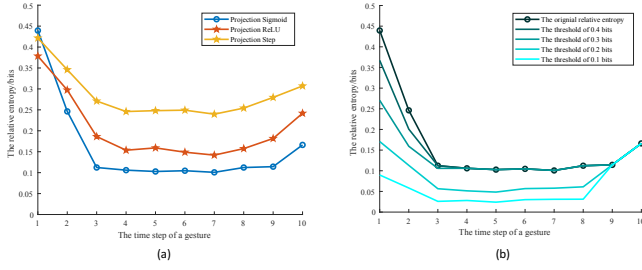 0.5
0.45
0.4
0.35
0.3
0.25
0.2
0.15
0.1
0.05
0
The relative entropy/bits
Projection Sigmoid
Projection ReLU
Projection Step
1 2 3 4 5 6 7 8 9 10
The time step of a gesture
(a)
0.5
0.45
0.4
0.35
0.3
0.25
0.2
0.15
0.1
0.05
0
The relative entropy/bits
The orignial relative entropy
The threshold of 0.4 bits
The threshold of 0.3 bits
The threshold of 0.2 bits
The threshold of 0.1 bits
1 2 3 4 5 6 7 8 9 10
The time step of a gesture
(b)